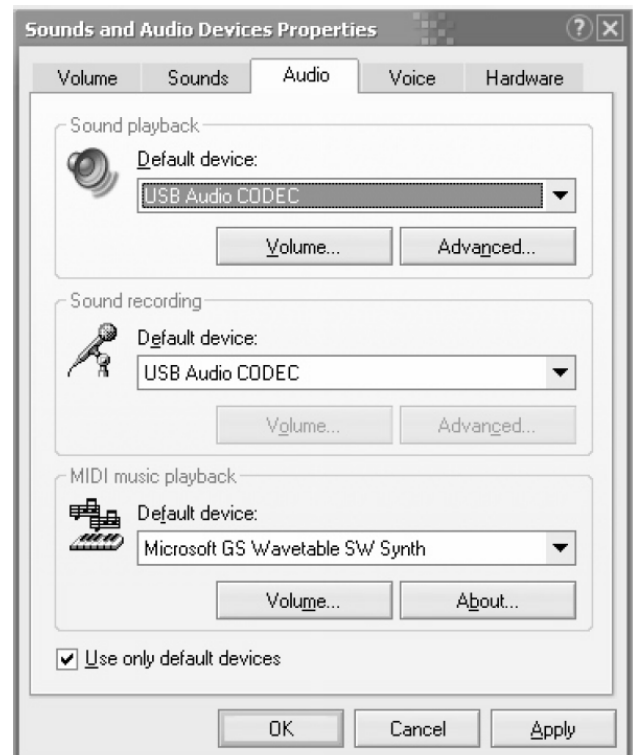 Sounds and Audio Devices Properties
Volume Sounds Audio Voice Hardware
Sound playback
Default device:
USB Audio CODEC
Volume... Advanced...
Sound recording
Default device:
USB Audio CODEC
Volume... Advanced...
MIDI music playback
Default device:
Microsoft GS Wavetable SW Synth
Volume... About...
Use only default devices
OK Cancel Apply